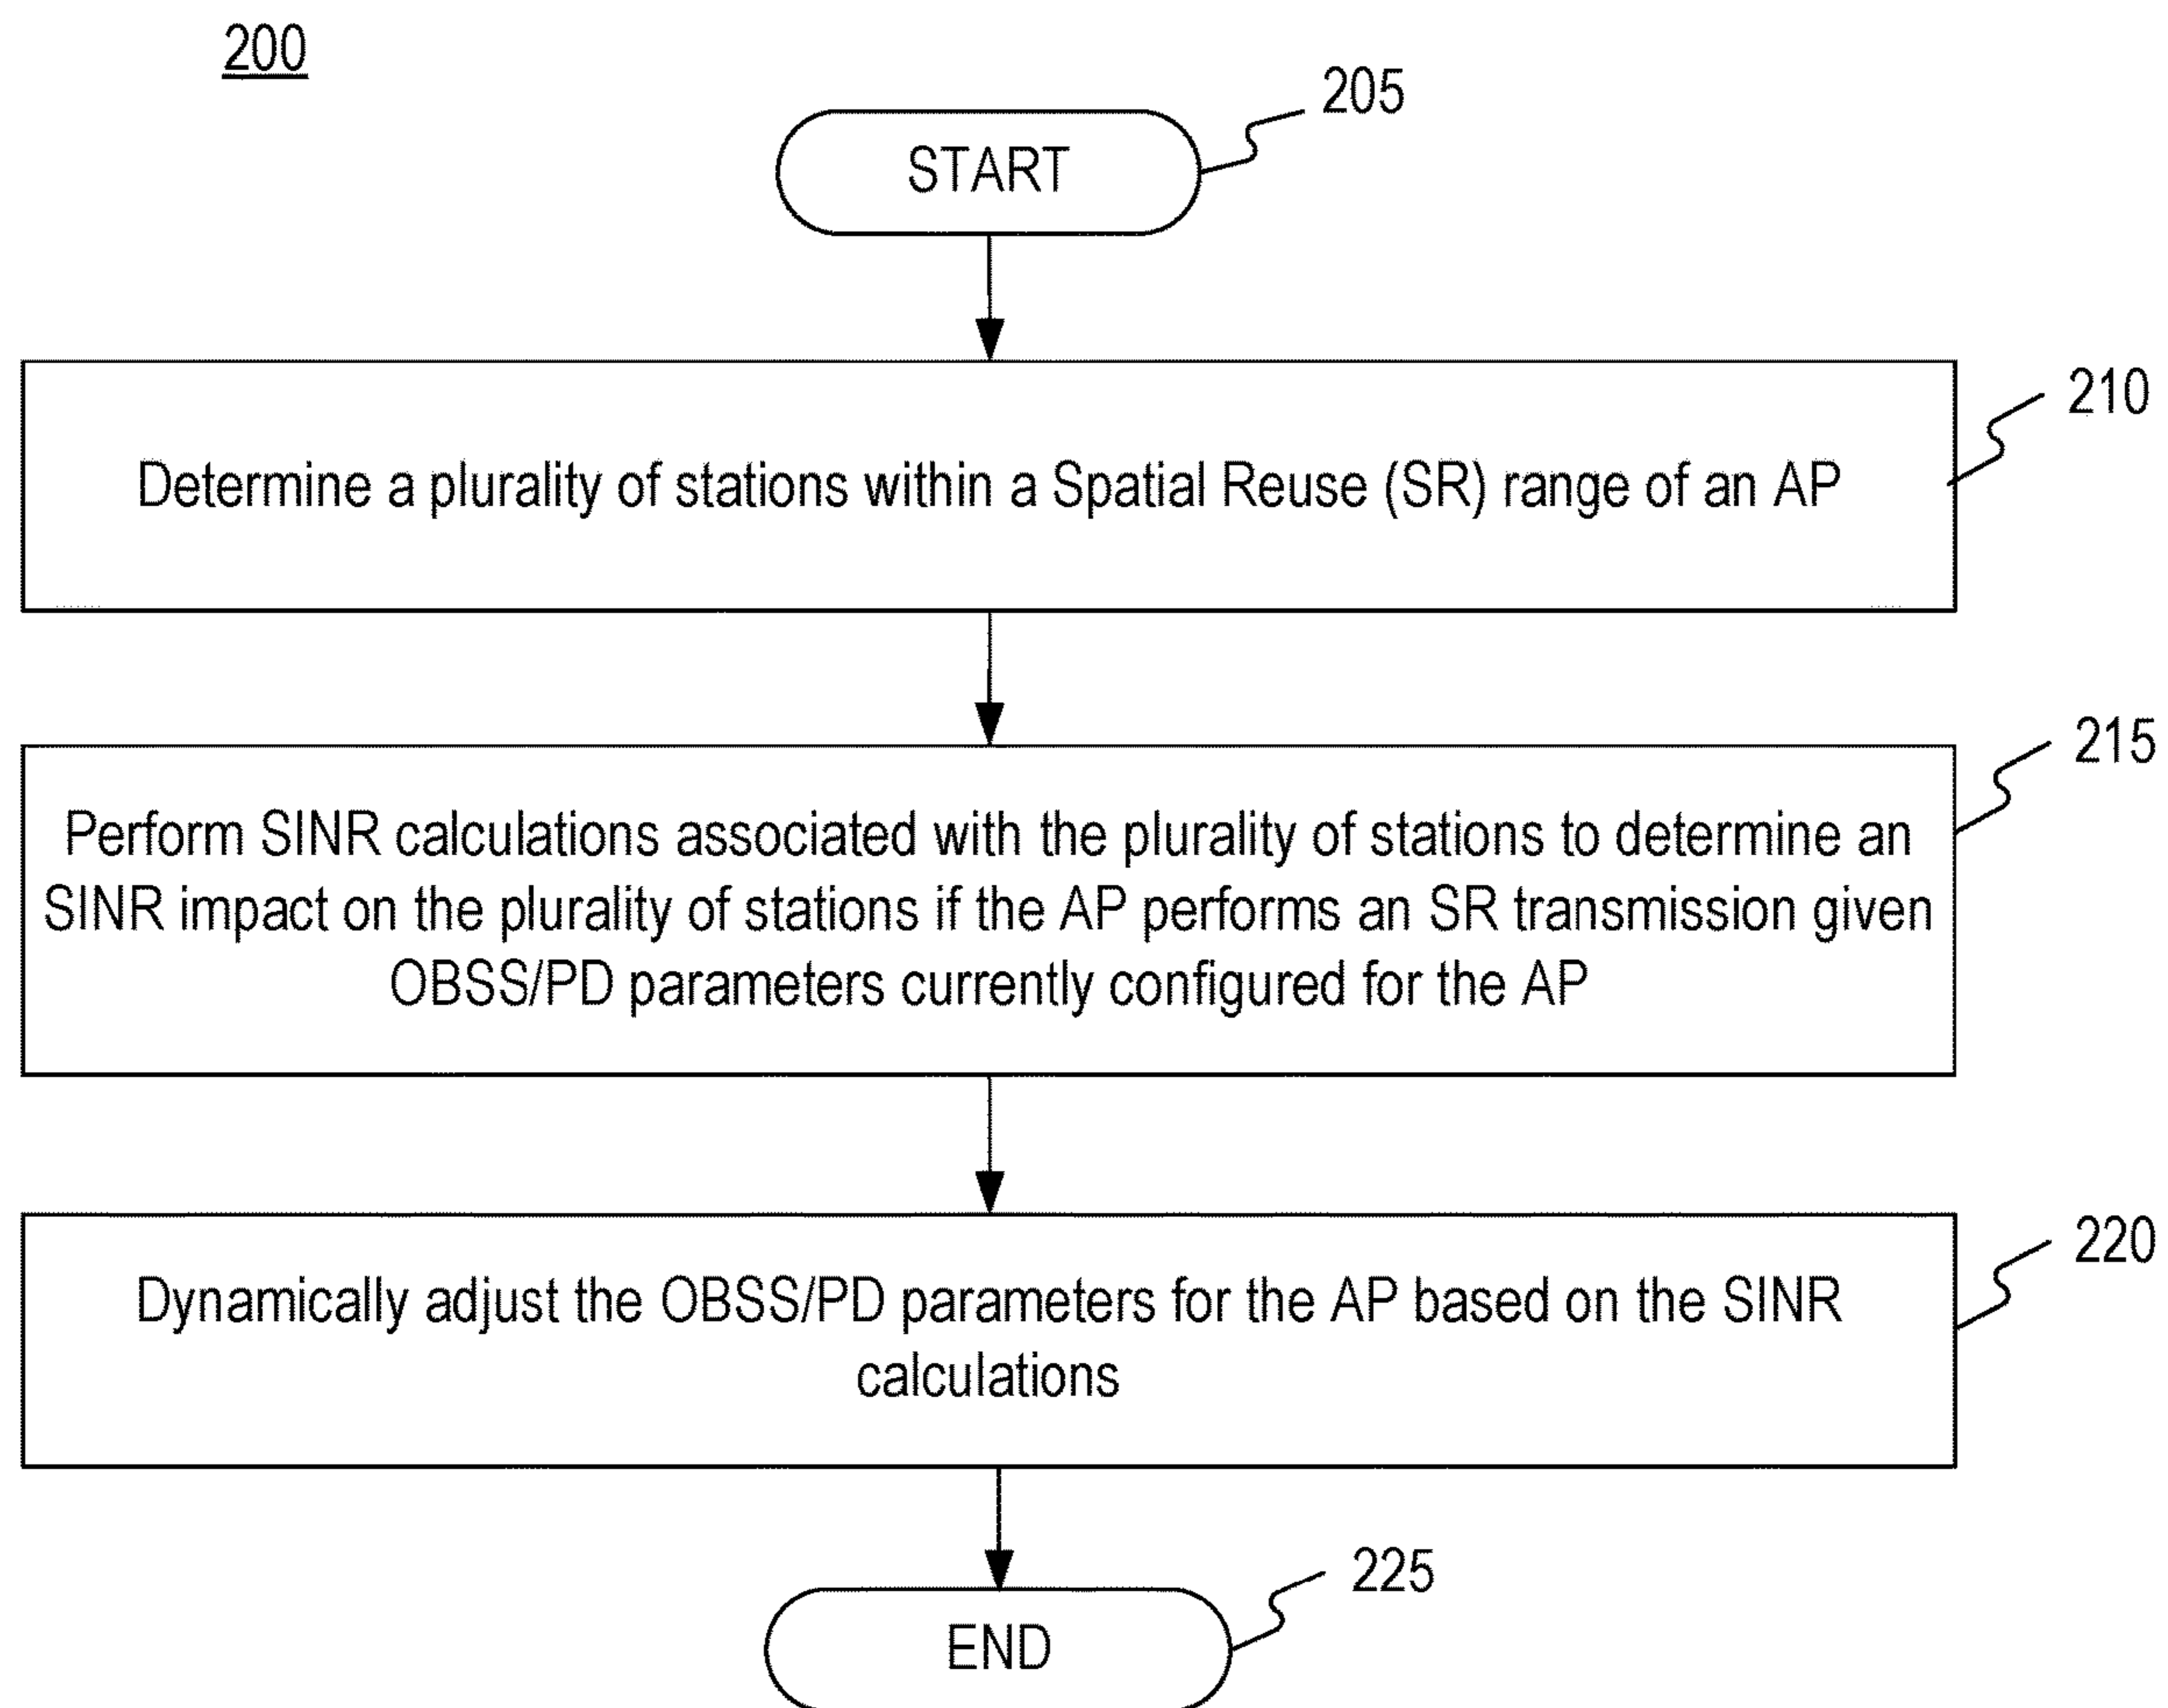 200
START
205
210
Determine a plurality of stations within a Spatial Reuse (SR) range of an AP
215
Perform SINR calculations associated with the plurality of stations to determine an
SINR impact on the plurality of stations if the AP performs an SR transmission given
OBSS/PD parameters currently configured for the AP
220
Dynamically adjust the OBSS/PD parameters for the AP based on the SINR
calculations
225
END